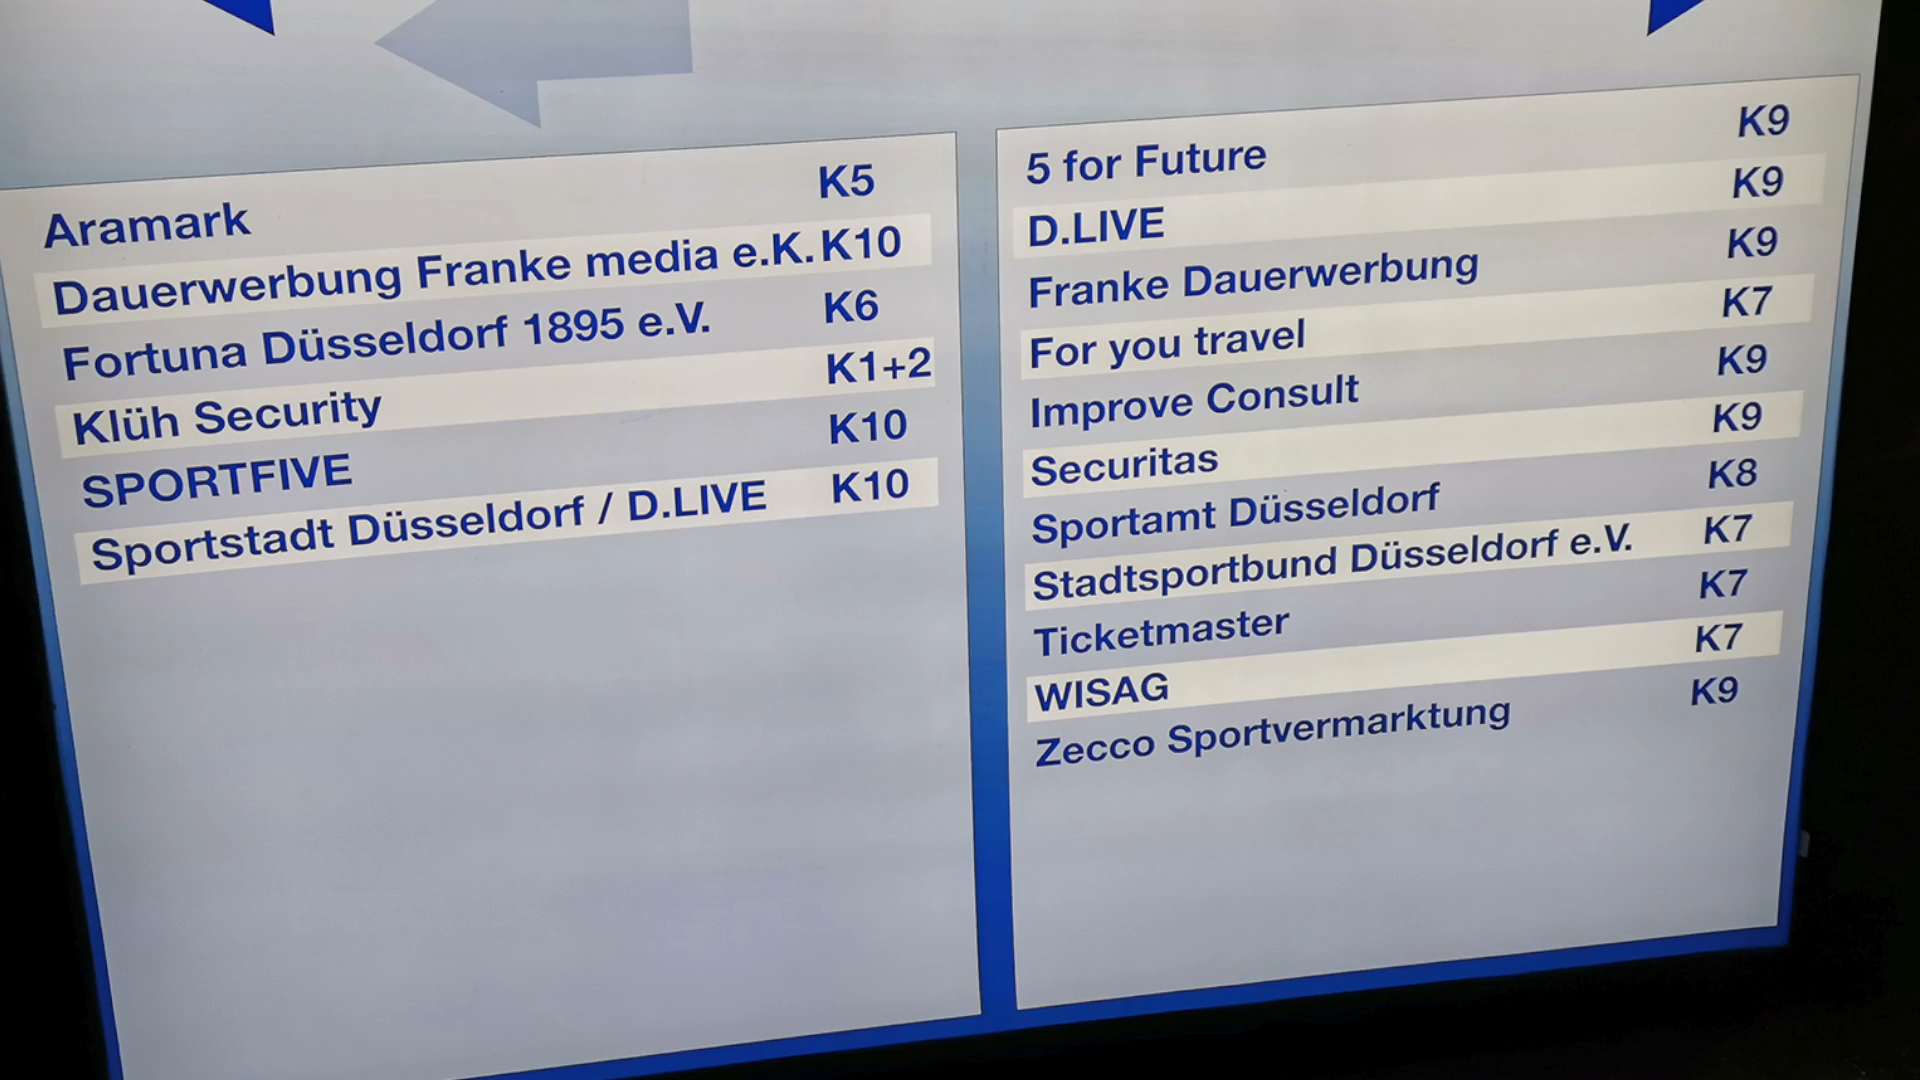 Aramark K5
Dauerwerbung Franke media e.K. K10
Fortuna Düsseldorf 1895 e.V. K6
Klüh Security K1+2
SPORTFIVE K10
Sportstadt Düsseldorf / D.LIVE K10
5 for Future K9
D.LIVE K9
Franke Dauerwerbung K9
For you travel K7
Improve Consult K9
Securitas K9
Sportamt Düsseldorf K8
Stadtsportbund Düsseldorf e.V. K7
Ticketmaster K7
WISAG K7
Zecco Sportvermarktung K9